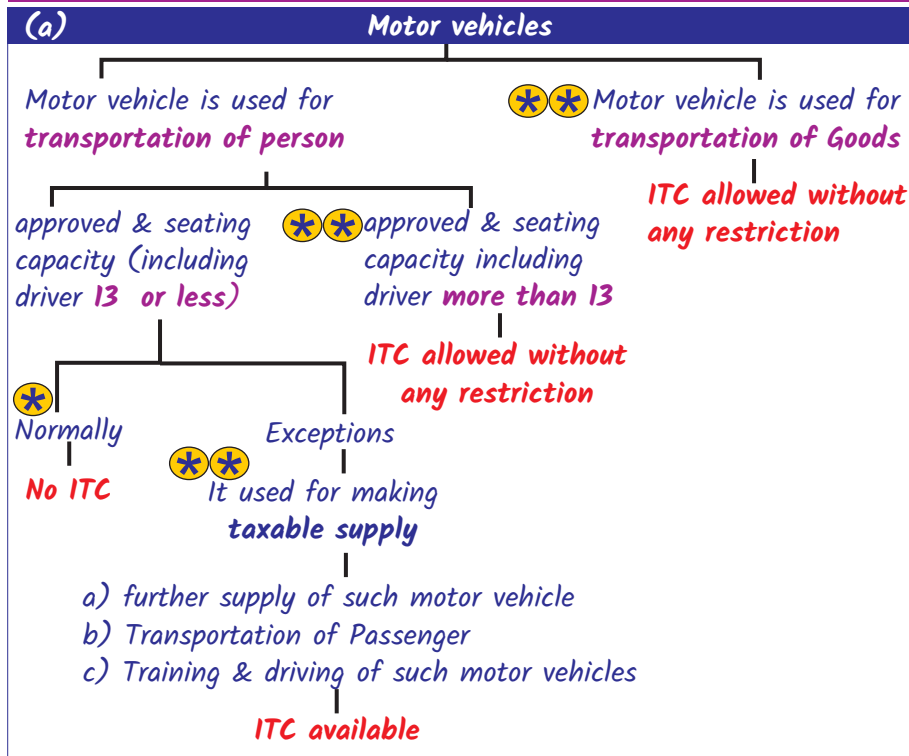 (a) Motor vehicles
Motor vehicle is used for
transportation of person
** Motor vehicle is used for
transportation of Goods
ITC allowed without
any restriction
approved & seating
capacity (including
driver 13 or less)
** approved & seating
capacity including
driver more than 13
ITC allowed without
any restriction
*
Normally
No ITC
Exceptions
**
It used for making
taxable supply
a) further supply of such motor vehicle
b) Transportation of Passenger
c) Training & driving of such motor vehicles
ITC available